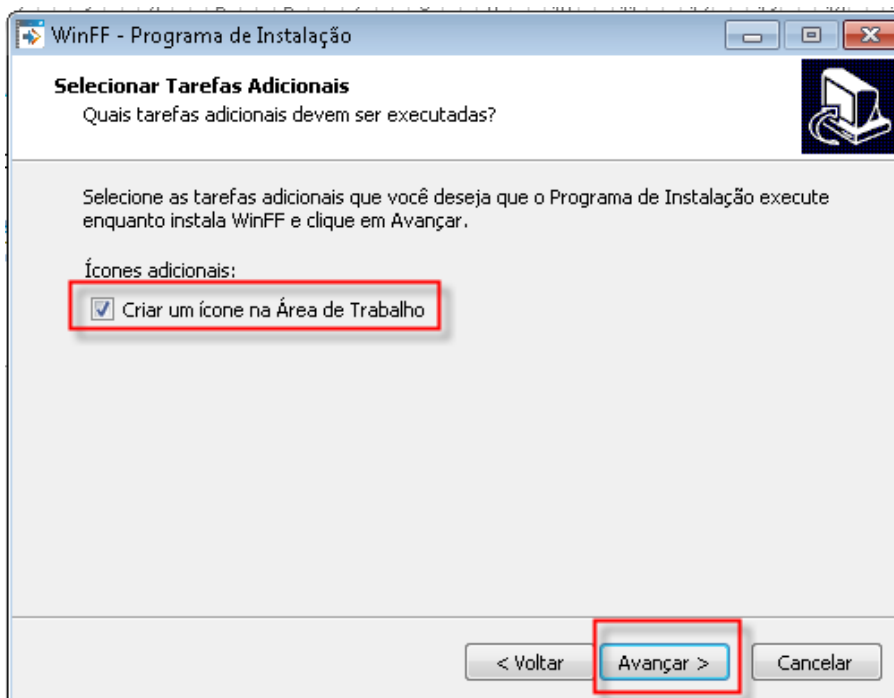 WinFF - Programa de Instalação
Selecionar Tarefas Adicionais
Quais tarefas adicionais devem ser executadas?
Selecione as tarefas adicionais que você deseja que o Programa de Instalação execute
enquanto instala WinFF e clique em Avançar.
Ícones adicionais:
Criar um ícone na Área de Trabalho
< Voltar
Avançar >
Cancelar